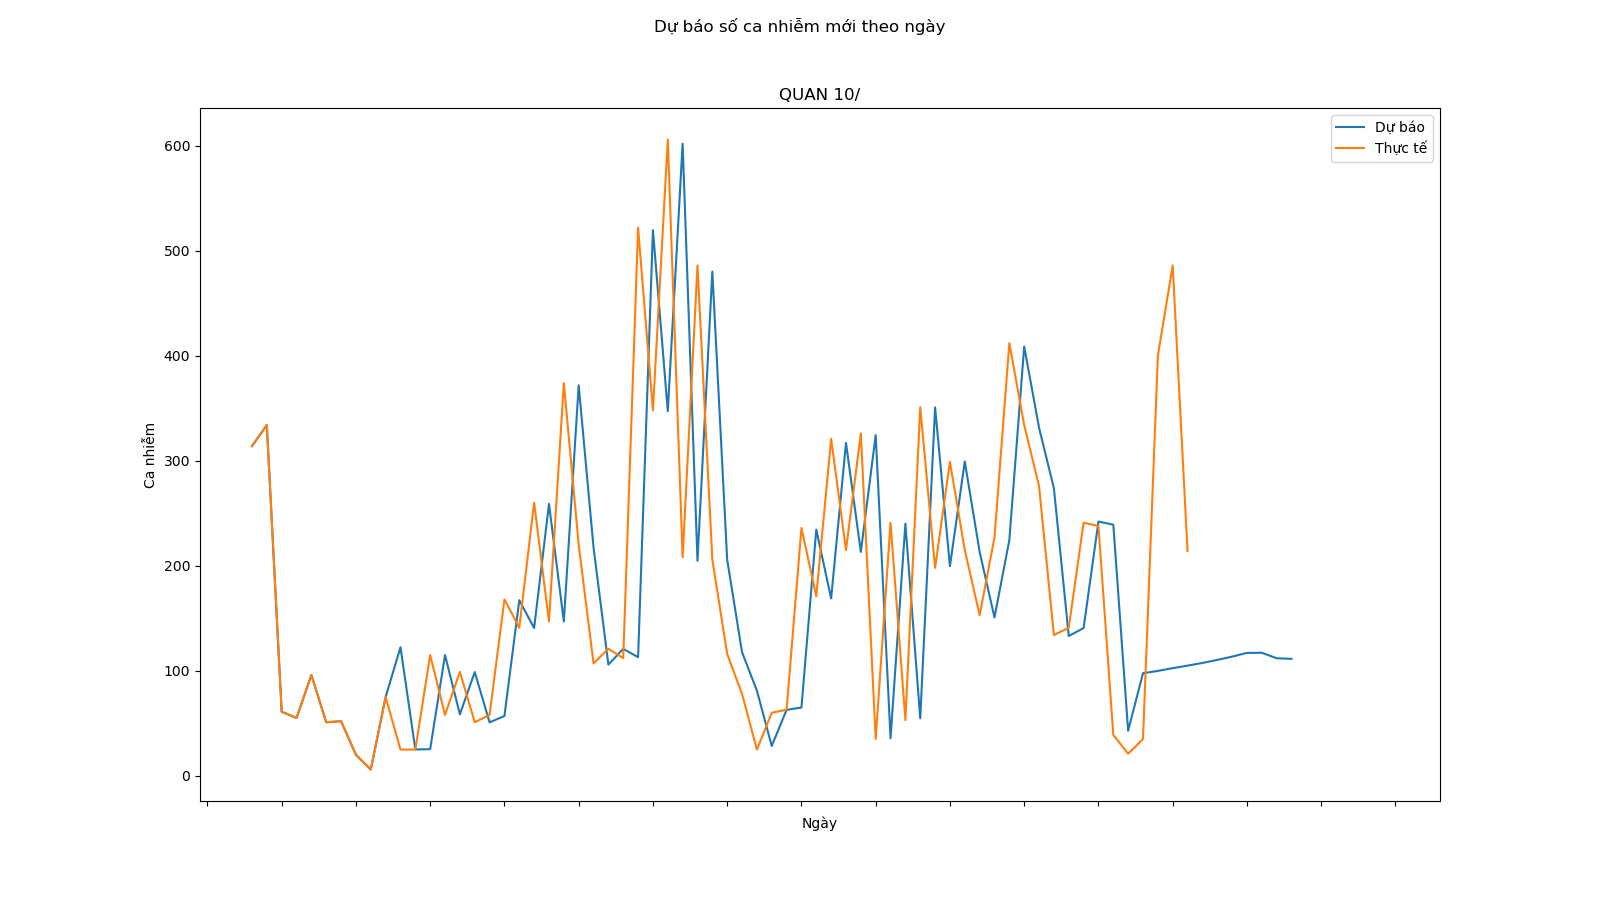 Dự báo số ca nhiễm mới theo ngày
QUAN 10/
Dự báo
Thực tế
600
500
400
300
200
100
0
Ca nhiễm
Ngày